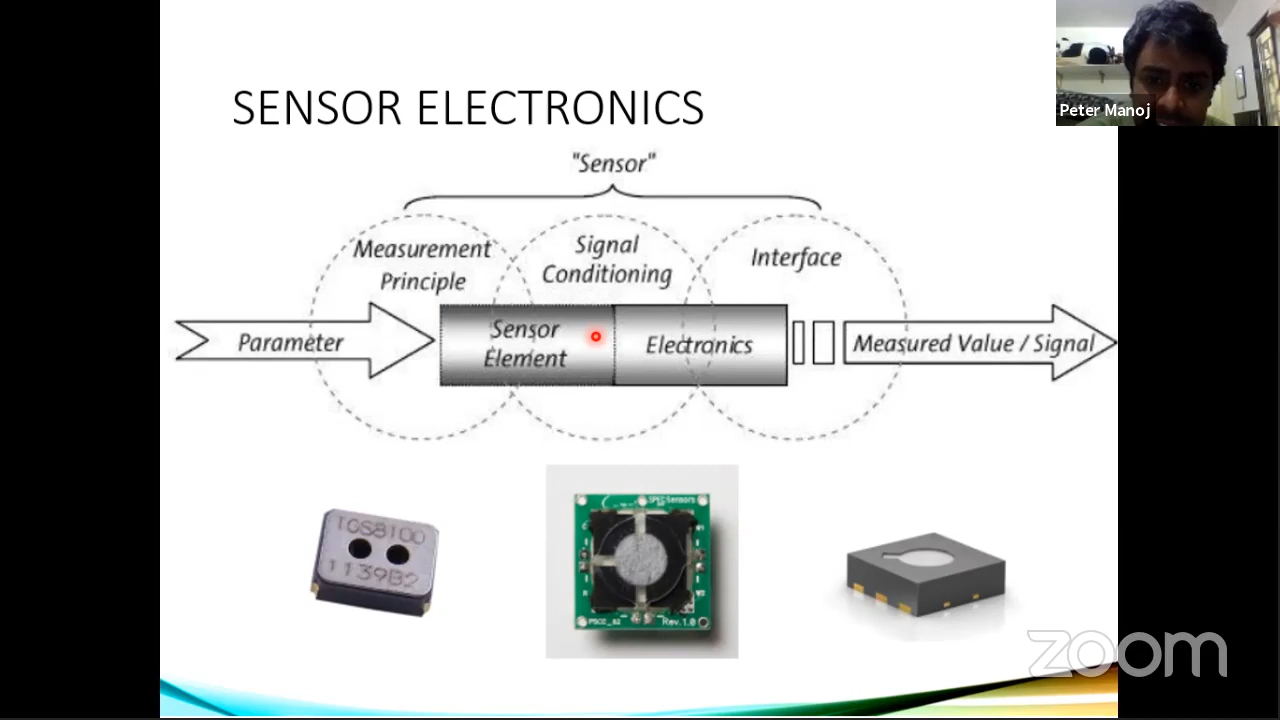 Peter Manoj
SENSOR ELECTRONICS
"Sensor"
Measurement
Principle
Signal
Conditioning
Interface
Parameter
Sensor
Element
Electronics
Measured Value / Signal
TGS8100
1139B2
SPEC Sensors
Rev.1.0
zoom